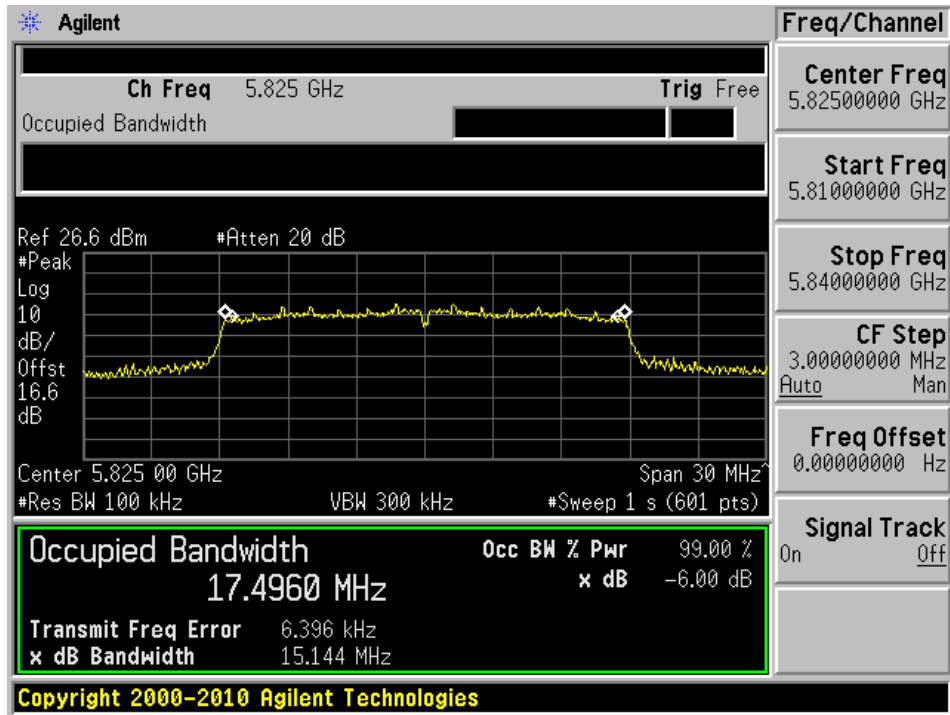 Agilent
Freq/Channel
Ch Freq 5.825 GHz Trig Free
Occupied Bandwidth
Center Freq
5.82500000 GHz
Start Freq
5.81000000 GHz
Stop Freq
5.84000000 GHz
CF Step
3.00000000 MHz
Auto Man
Freq Offset
0.00000000 Hz
Signal Track
On Off
Ref 26.6 dBm #Atten 20 dB
#Peak
Log
10
dB/
Offst
16.6
dB
Center 5.825 00 GHz Span 30 MHz^
#Res BW 100 kHz VBW 300 kHz #Sweep 1 s (601 pts)
Occupied Bandwidth
17.4960 MHz
Occ BW % Pwr 99.00 %
x dB -6.00 dB
Transmit Freq Error 6.396 kHz
x dB Bandwidth 15.144 MHz
Copyright 2000-2010 Agilent Technologies